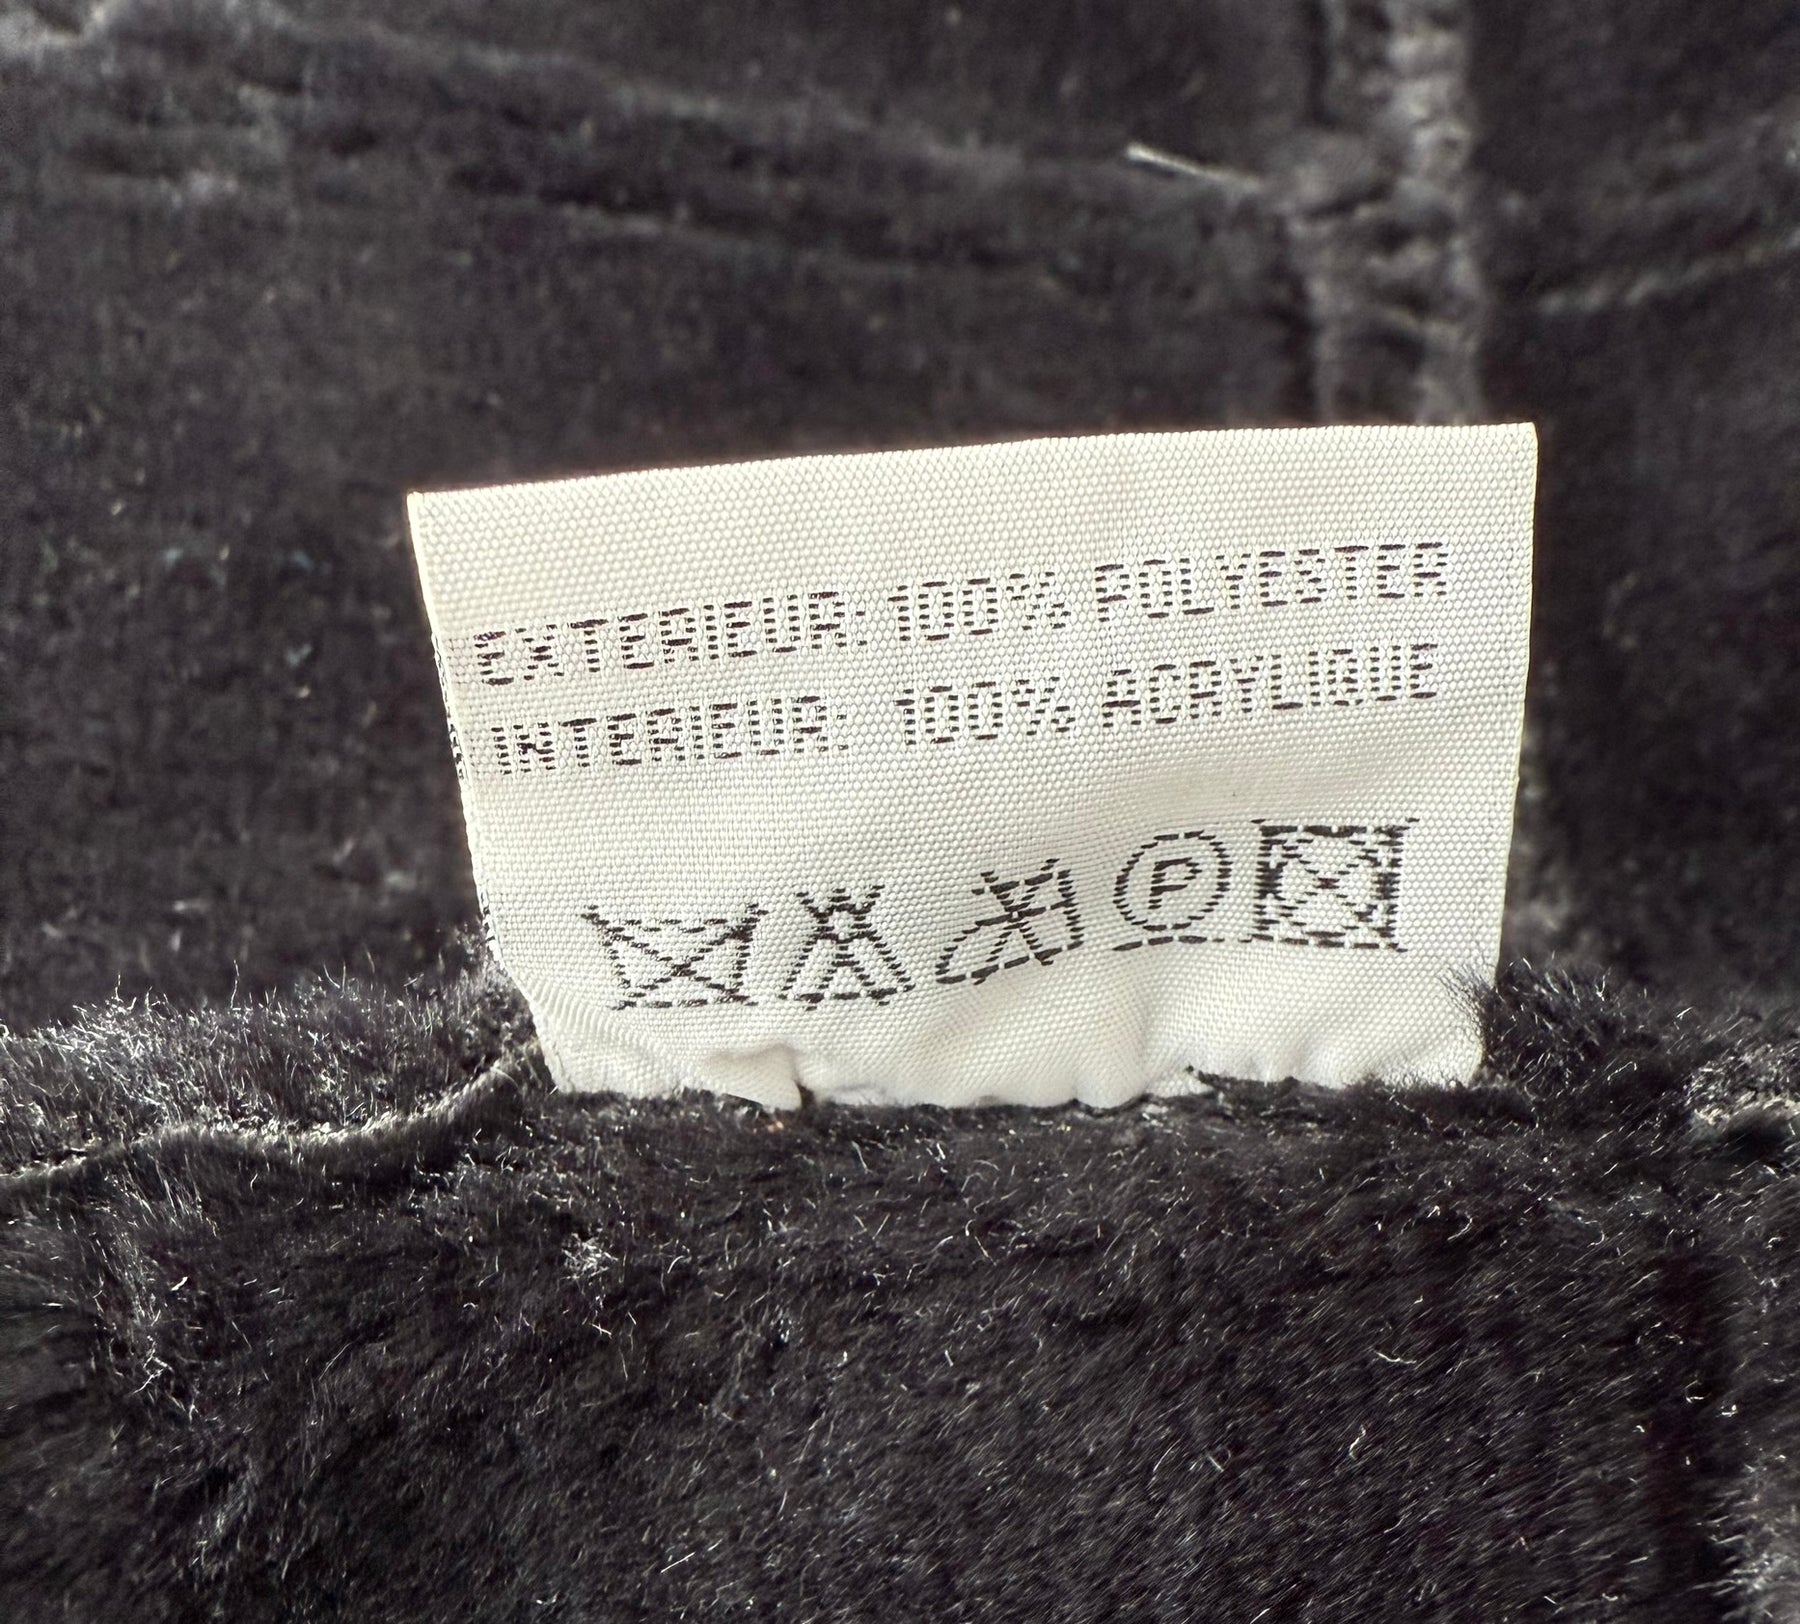 EXTERIEUR: 100% POLYESTER
INTERIEUR: 100% ACRYLIQUE
P